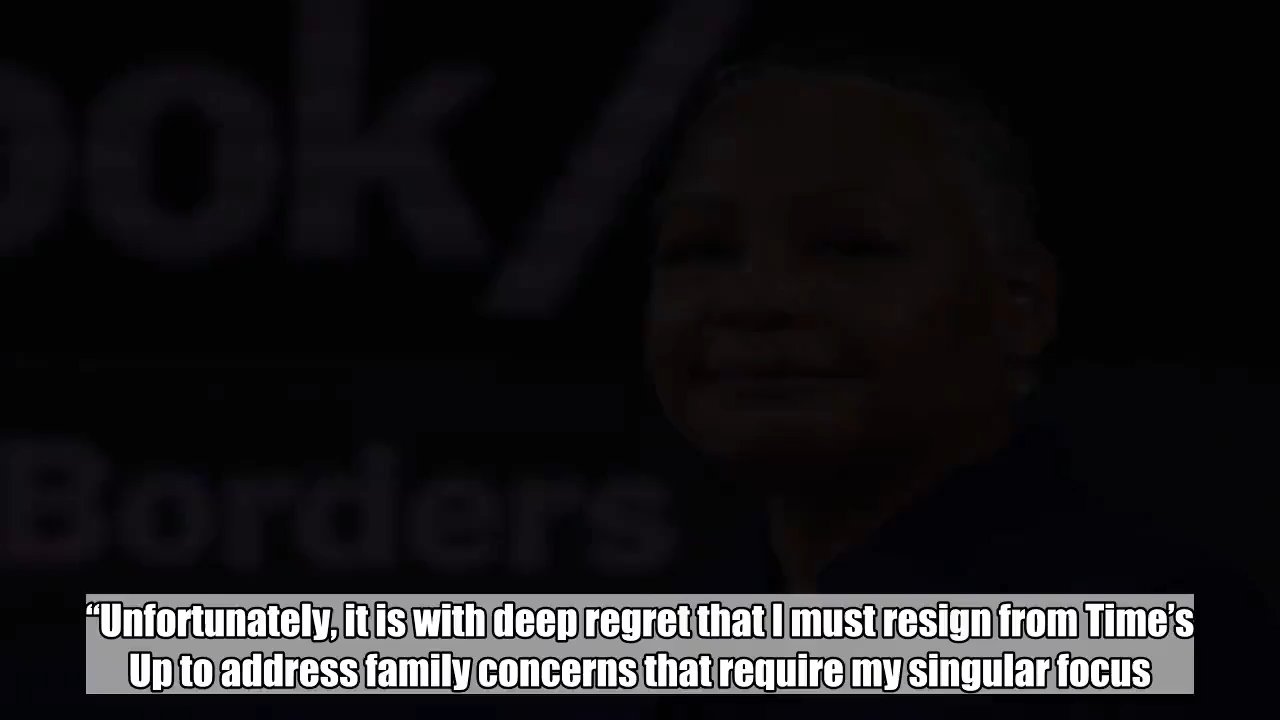 ook/
Borders
“Unfortunately, it is with deep regret that I must resign from Time’s
Up to address family concerns that require my singular focus